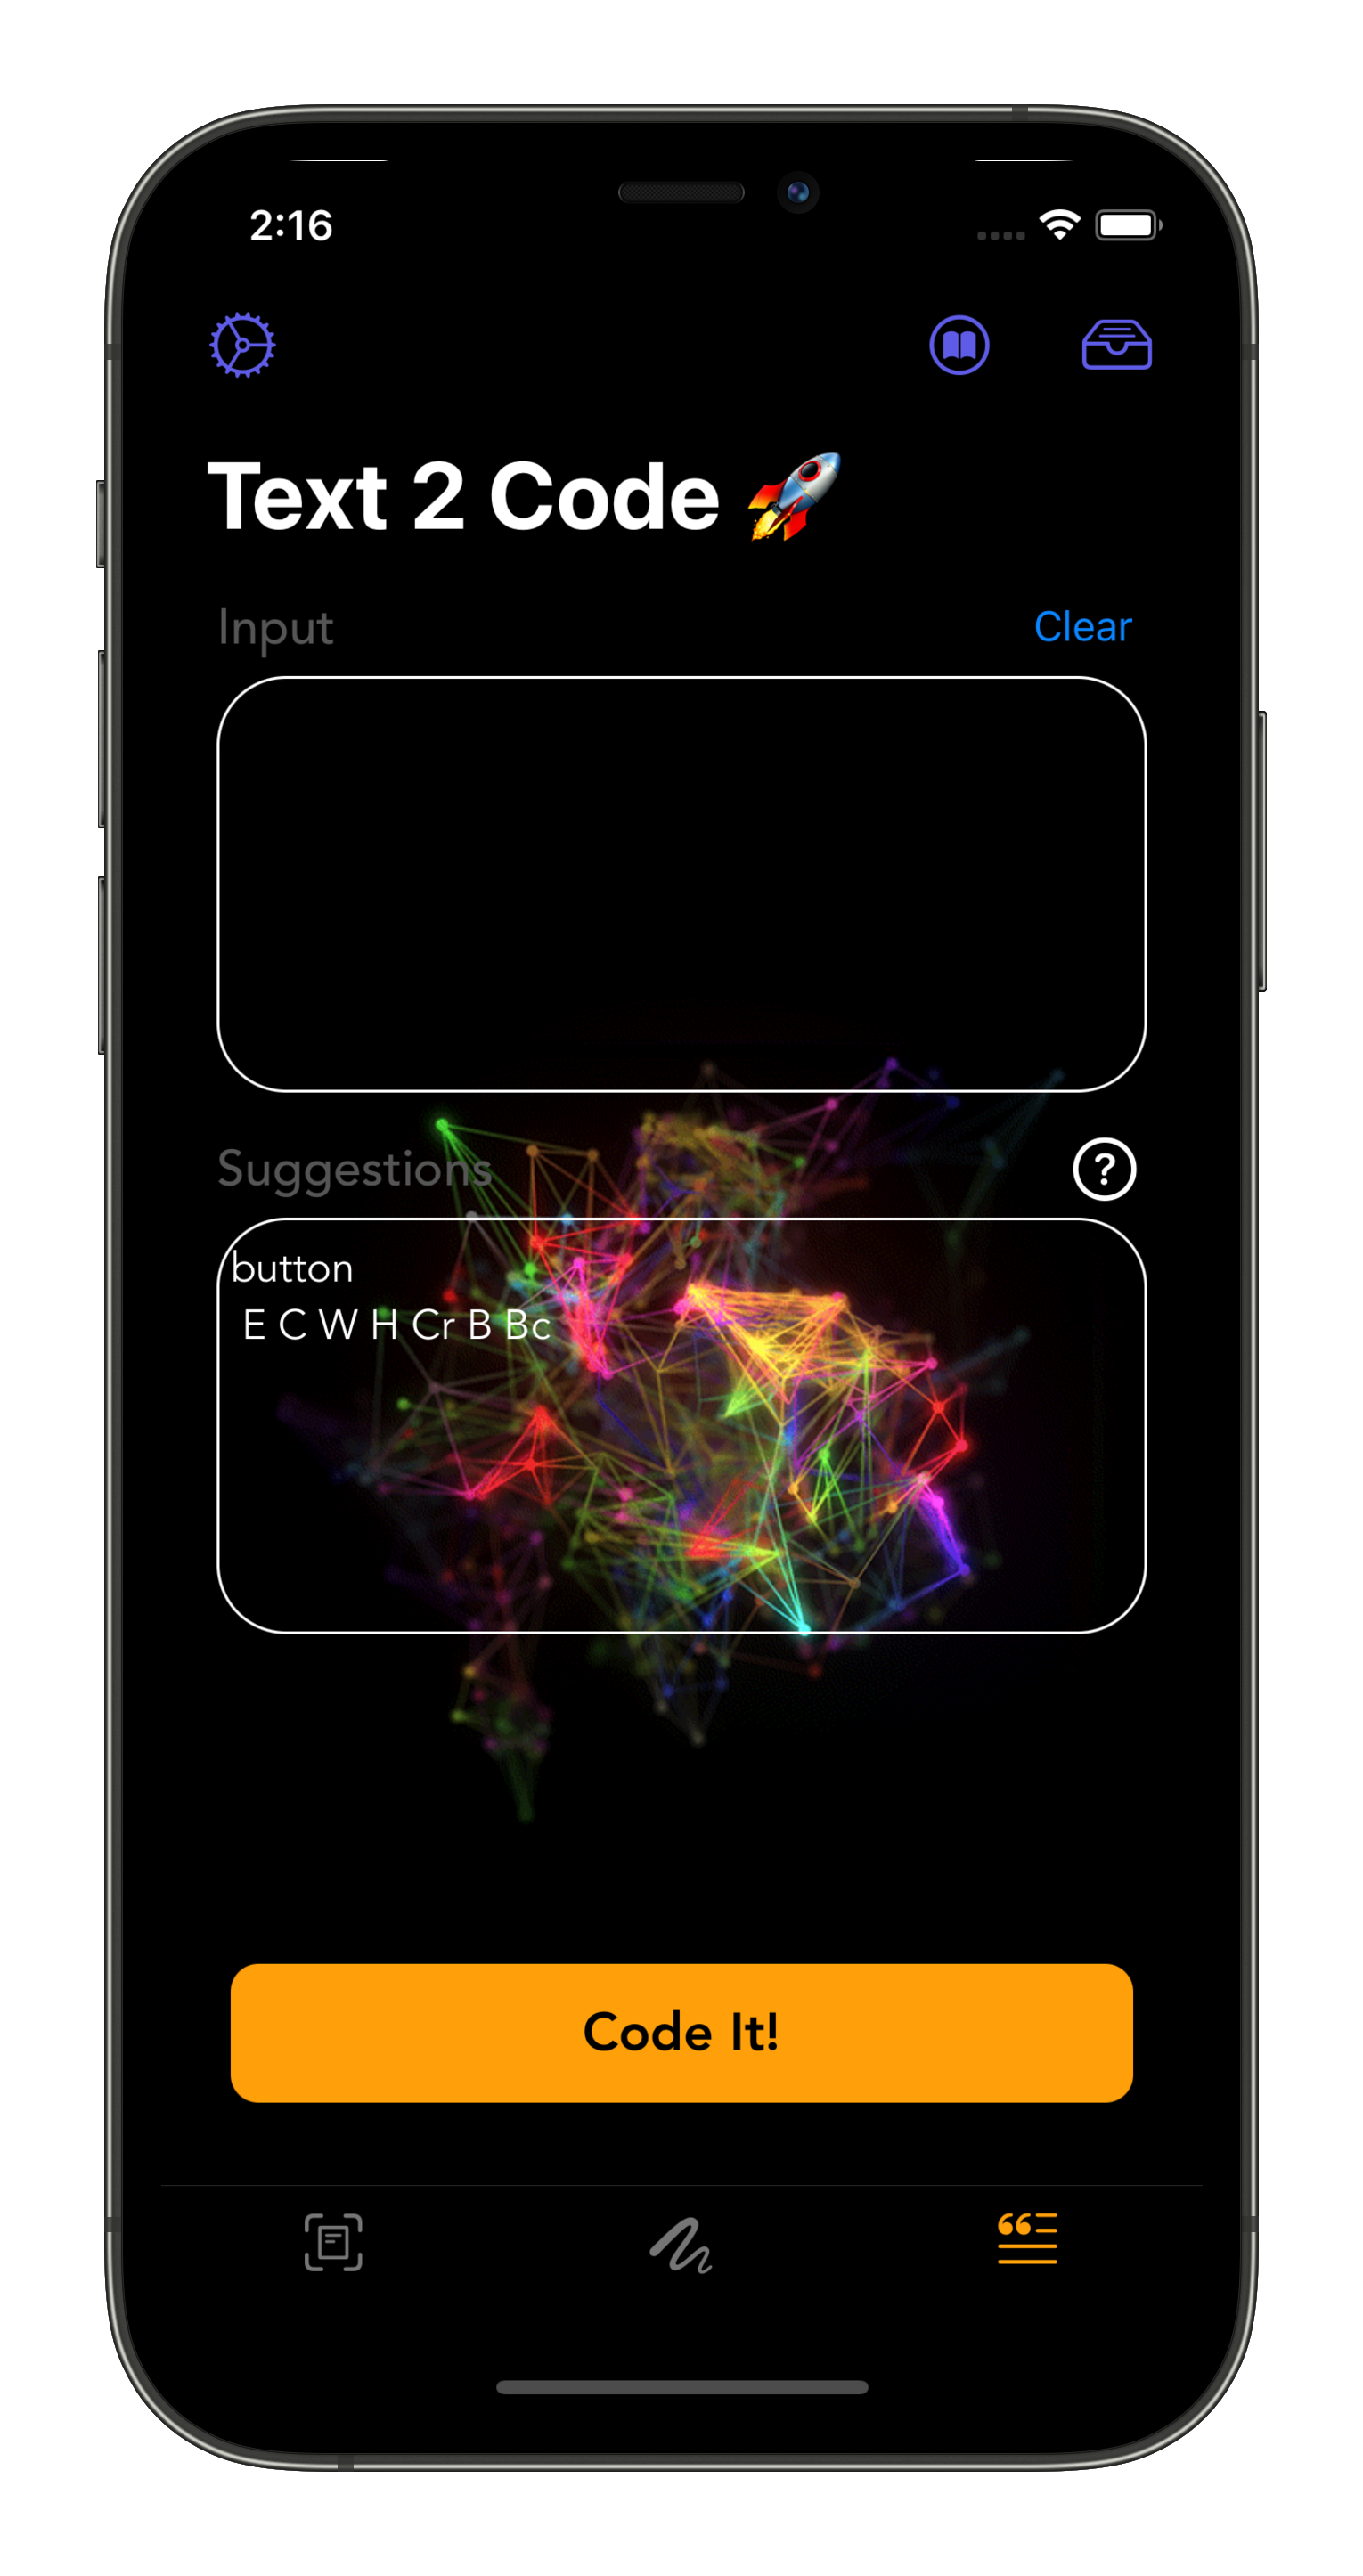 2:16
Text 2 Code 🚀
Input
Clear
Suggestions
button
E C W H Cr B Bc
Code It!